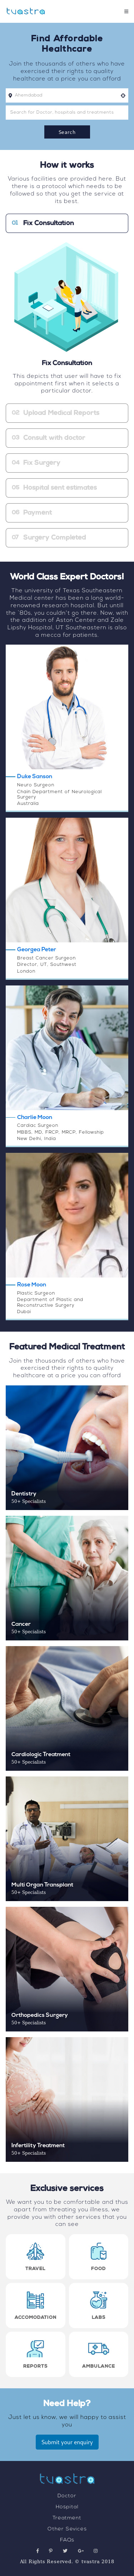 tuostra
Find Affordable
Healthcare
Join the thousands of others who have
exercised their rights to quality
healthcare at a price you can afford.
Ahemdabad
Search for Doctor, hospitals and treatments
Search
How it works
Various facilities are provided here. But
there is a protocol which needs to be
followed so that you get the service at
its best.
01 Fix Consultation
Fix Consultation
This depicts that user will have to fix
appointment first when it selects a
particular doctor.
02 Upload Medical Reports
03 Consult with doctor
04 Fix Surgery
05 Hospital sent estimates
06 Payment
07 Surgery Completed
World Class Expert Doctors!
The university of Texas Southeastern
Medical center has been a long world-
renowned research hospital. But until
the '80s, you couldn't go there. Now, with
the addition of Aston Center and Zale
Lipshy Hospital, UT Southeastern is also
a mecca for patients.
Duke Sanson
Neuro Surgeon
Chain Department of Neurological
Surgery
Australia
Georgea Peter
Breast Cancer Surgeon
Director, UT, Southwest
London
Charlie Moon
Cardiac Surgeon
MBBS, MD, FRCP, MRCP, Fellowship
New Delhi, India
Rose Moon
Plastic Surgeon
Department of Plastic and
Reconstructive Surgery
Dubai
Featured Medical Treatment
Join the thousands of others who have
exercised their rights to quality
healthcare at a price you can afford.
Dentistry
50+ Specialists
Cancer
50+ Specialists
Cardiologic Treatment
50+ Specialists
Multi Organ Transplant
50+ Specialists
Orthopedics Surgery
50+ Specialists
Infertility Treatment
50+ Specialists
Exclusive services
We want you to be comfortable and thus
apart from threating you illness, we
provide you with other services that you
can see
TRAVEL
FOOD
ACCOMODATION
LABS
REPORTS
AMBULANCE
Need Help?
Just let us know, we will happy to assist
you
Submit your enquiry
tuostra
Doctor
Hospital
Treatment
Other Sevices
FAQs
All Rights Reserved. © tuostra 2018